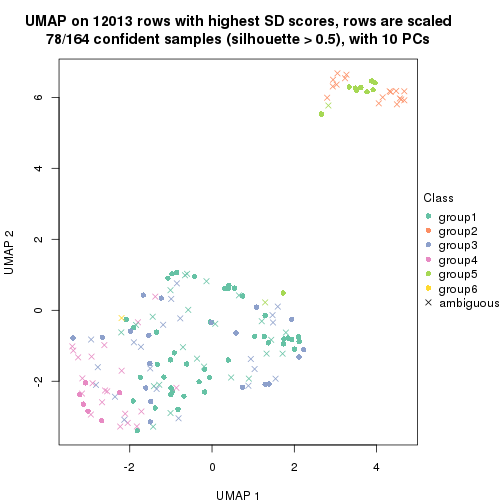 UMAP on 12013 rows with highest SD scores, rows are scaled
78/164 confident samples (silhouette > 0.5), with 10 PCs
6
4
2
0
-2
UMAP 2
-2
0
2
4
UMAP 1
Class
group1
group2
group3
group4
group5
group6
ambiguous